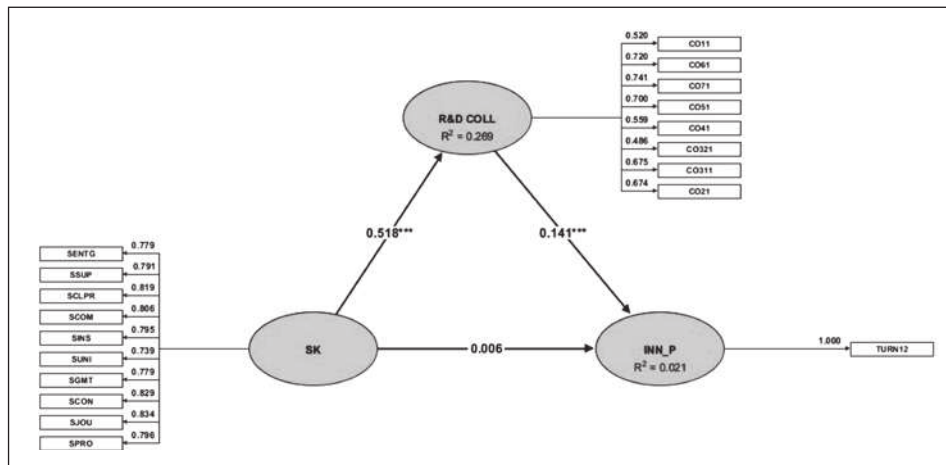 0.520
CO11
0.720
CO61
0.741
CO71
0.700
CO51
0.559
CO41
0.486
CO321
0.675
CO311
0.674
CO21
R&D COLL
R² = 0.269
0.518***
0.141***
0.779
SENTG
0.791
SSUP
0.819
SCLPR
0.806
SCOM
0.795
SINS
0.739
SUNI
0.779
SGMT
0.829
SCON
0.834
SJOU
0.796
SPRO
SK
0.006
INN_P
R² = 0.021
1.000
TURN12